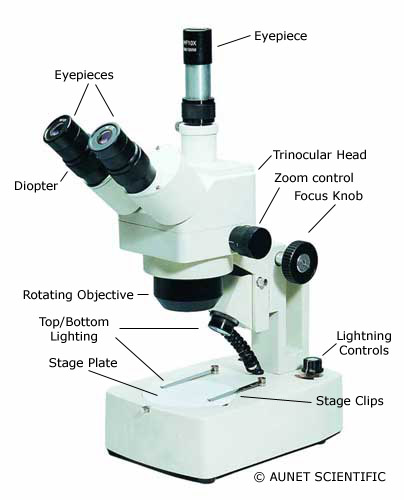 Eyepiece
Eyepieces
WF10X
Diopter
Trinocular Head
Zoom control
Focus Knob
Rotating Objective
Top/Bottom
Lighting
Stage Plate
Lightning
Controls
Stage Clips
© AUNET SCIENTIFIC